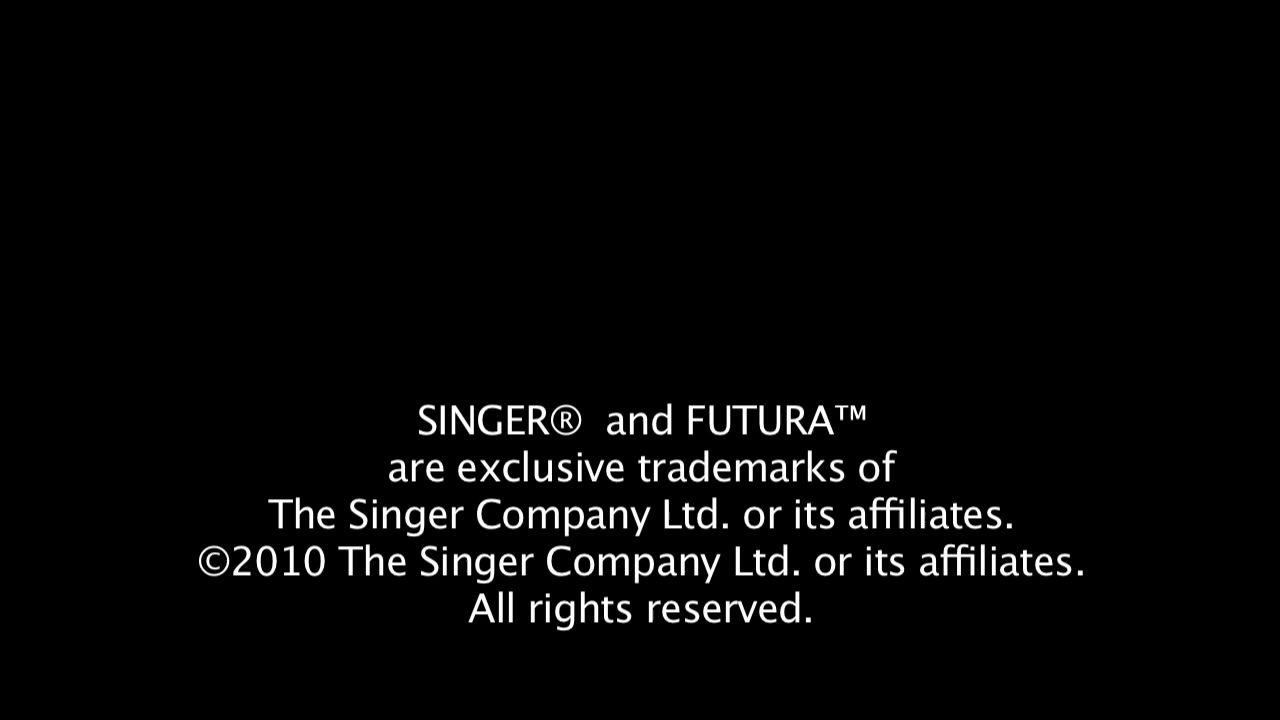 SINGER® and FUTURA™
are exclusive trademarks of
The Singer Company Ltd. or its affiliates.
©2010 The Singer Company Ltd. or its affiliates.
All rights reserved.